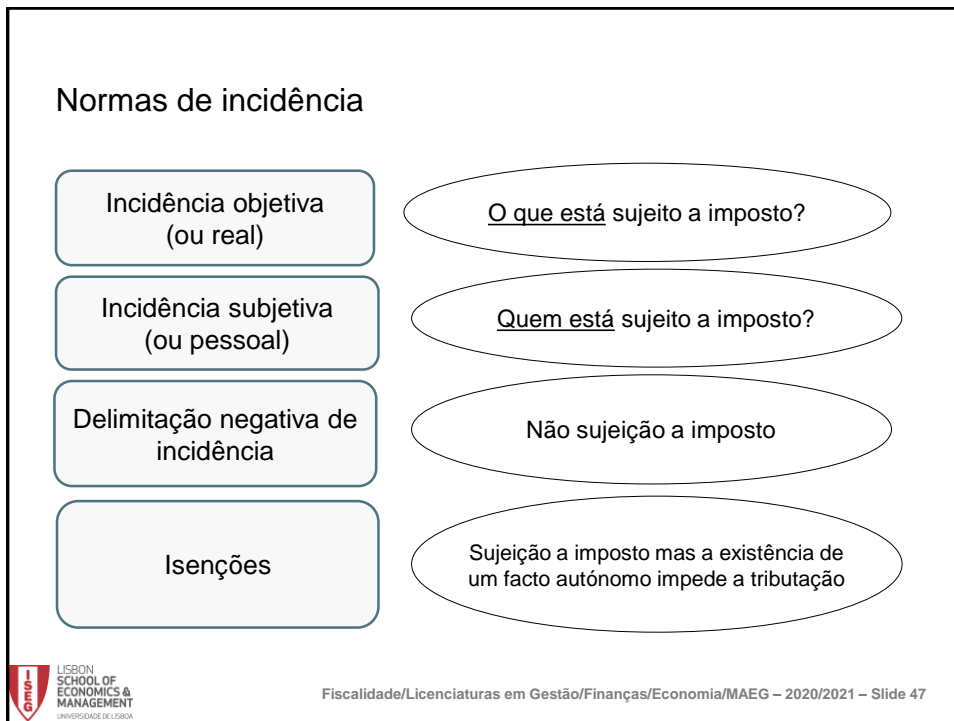 Normas de incidência
Incidência objetiva
(ou real)
O que está sujeito a imposto?
Incidência subjetiva
(ou pessoal)
Quem está sujeito a imposto?
Delimitação negativa de
incidência
Não sujeição a imposto
Isenções
Sujeição a imposto mas a existência de
um facto autónomo impede a tributação
ISEG
LISBON
SCHOOL OF
ECONOMICS &
MANAGEMENT
UNIVERSIDADE DE LISBOA
Fiscalidade/Licenciaturas em Gestão/Finanças/Economia/MAEG – 2020/2021 – Slide 47